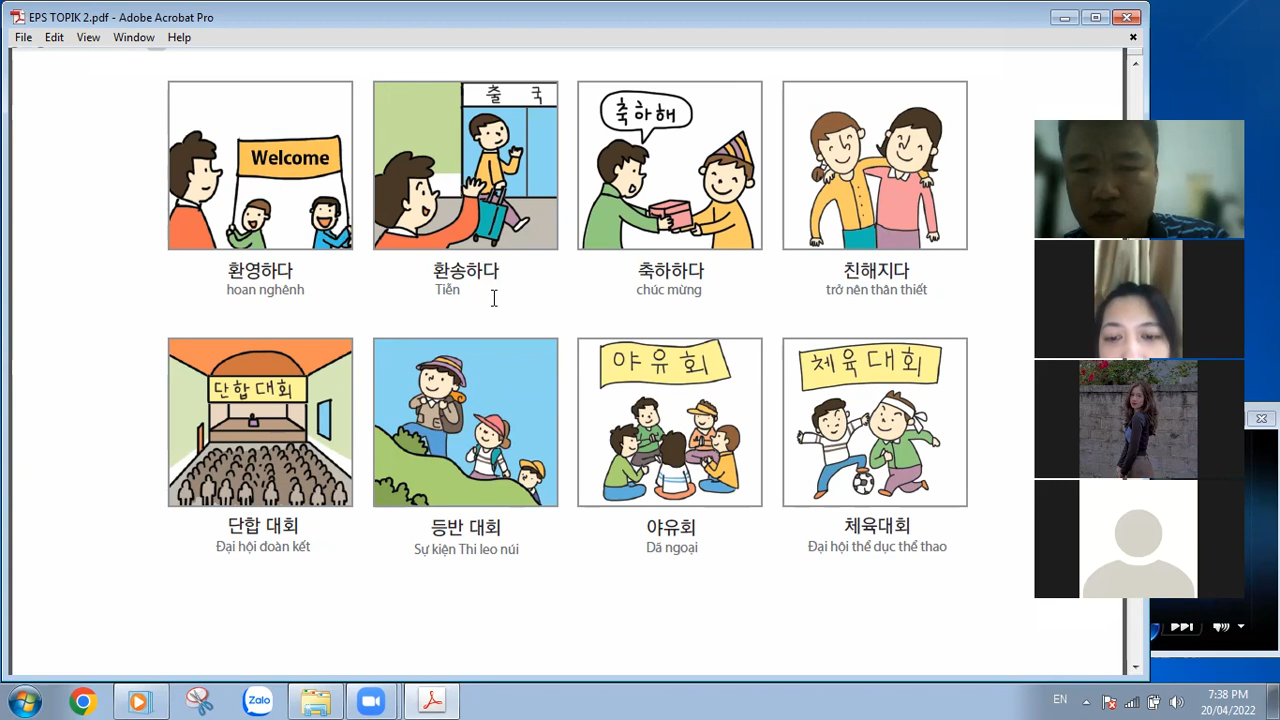 EPS TOPIK 2.pdf - Adobe Acrobat Pro
File Edit View Window Help
Welcome
출 국
축하해
환영하다
환송하다
축하하다
친해지다
hoan nghênh
Tiễn
chúc mừng
trở nên thân thiết
단합대회
야유회
체육대회
단합 대회
등반 대회
야유회
체육대회
Đại hội đoàn kết
Sự kiện Thi leo núi
Dã ngoại
Đại hội thể dục thể thao
Zalo
EN
7:38 PM
20/04/2022